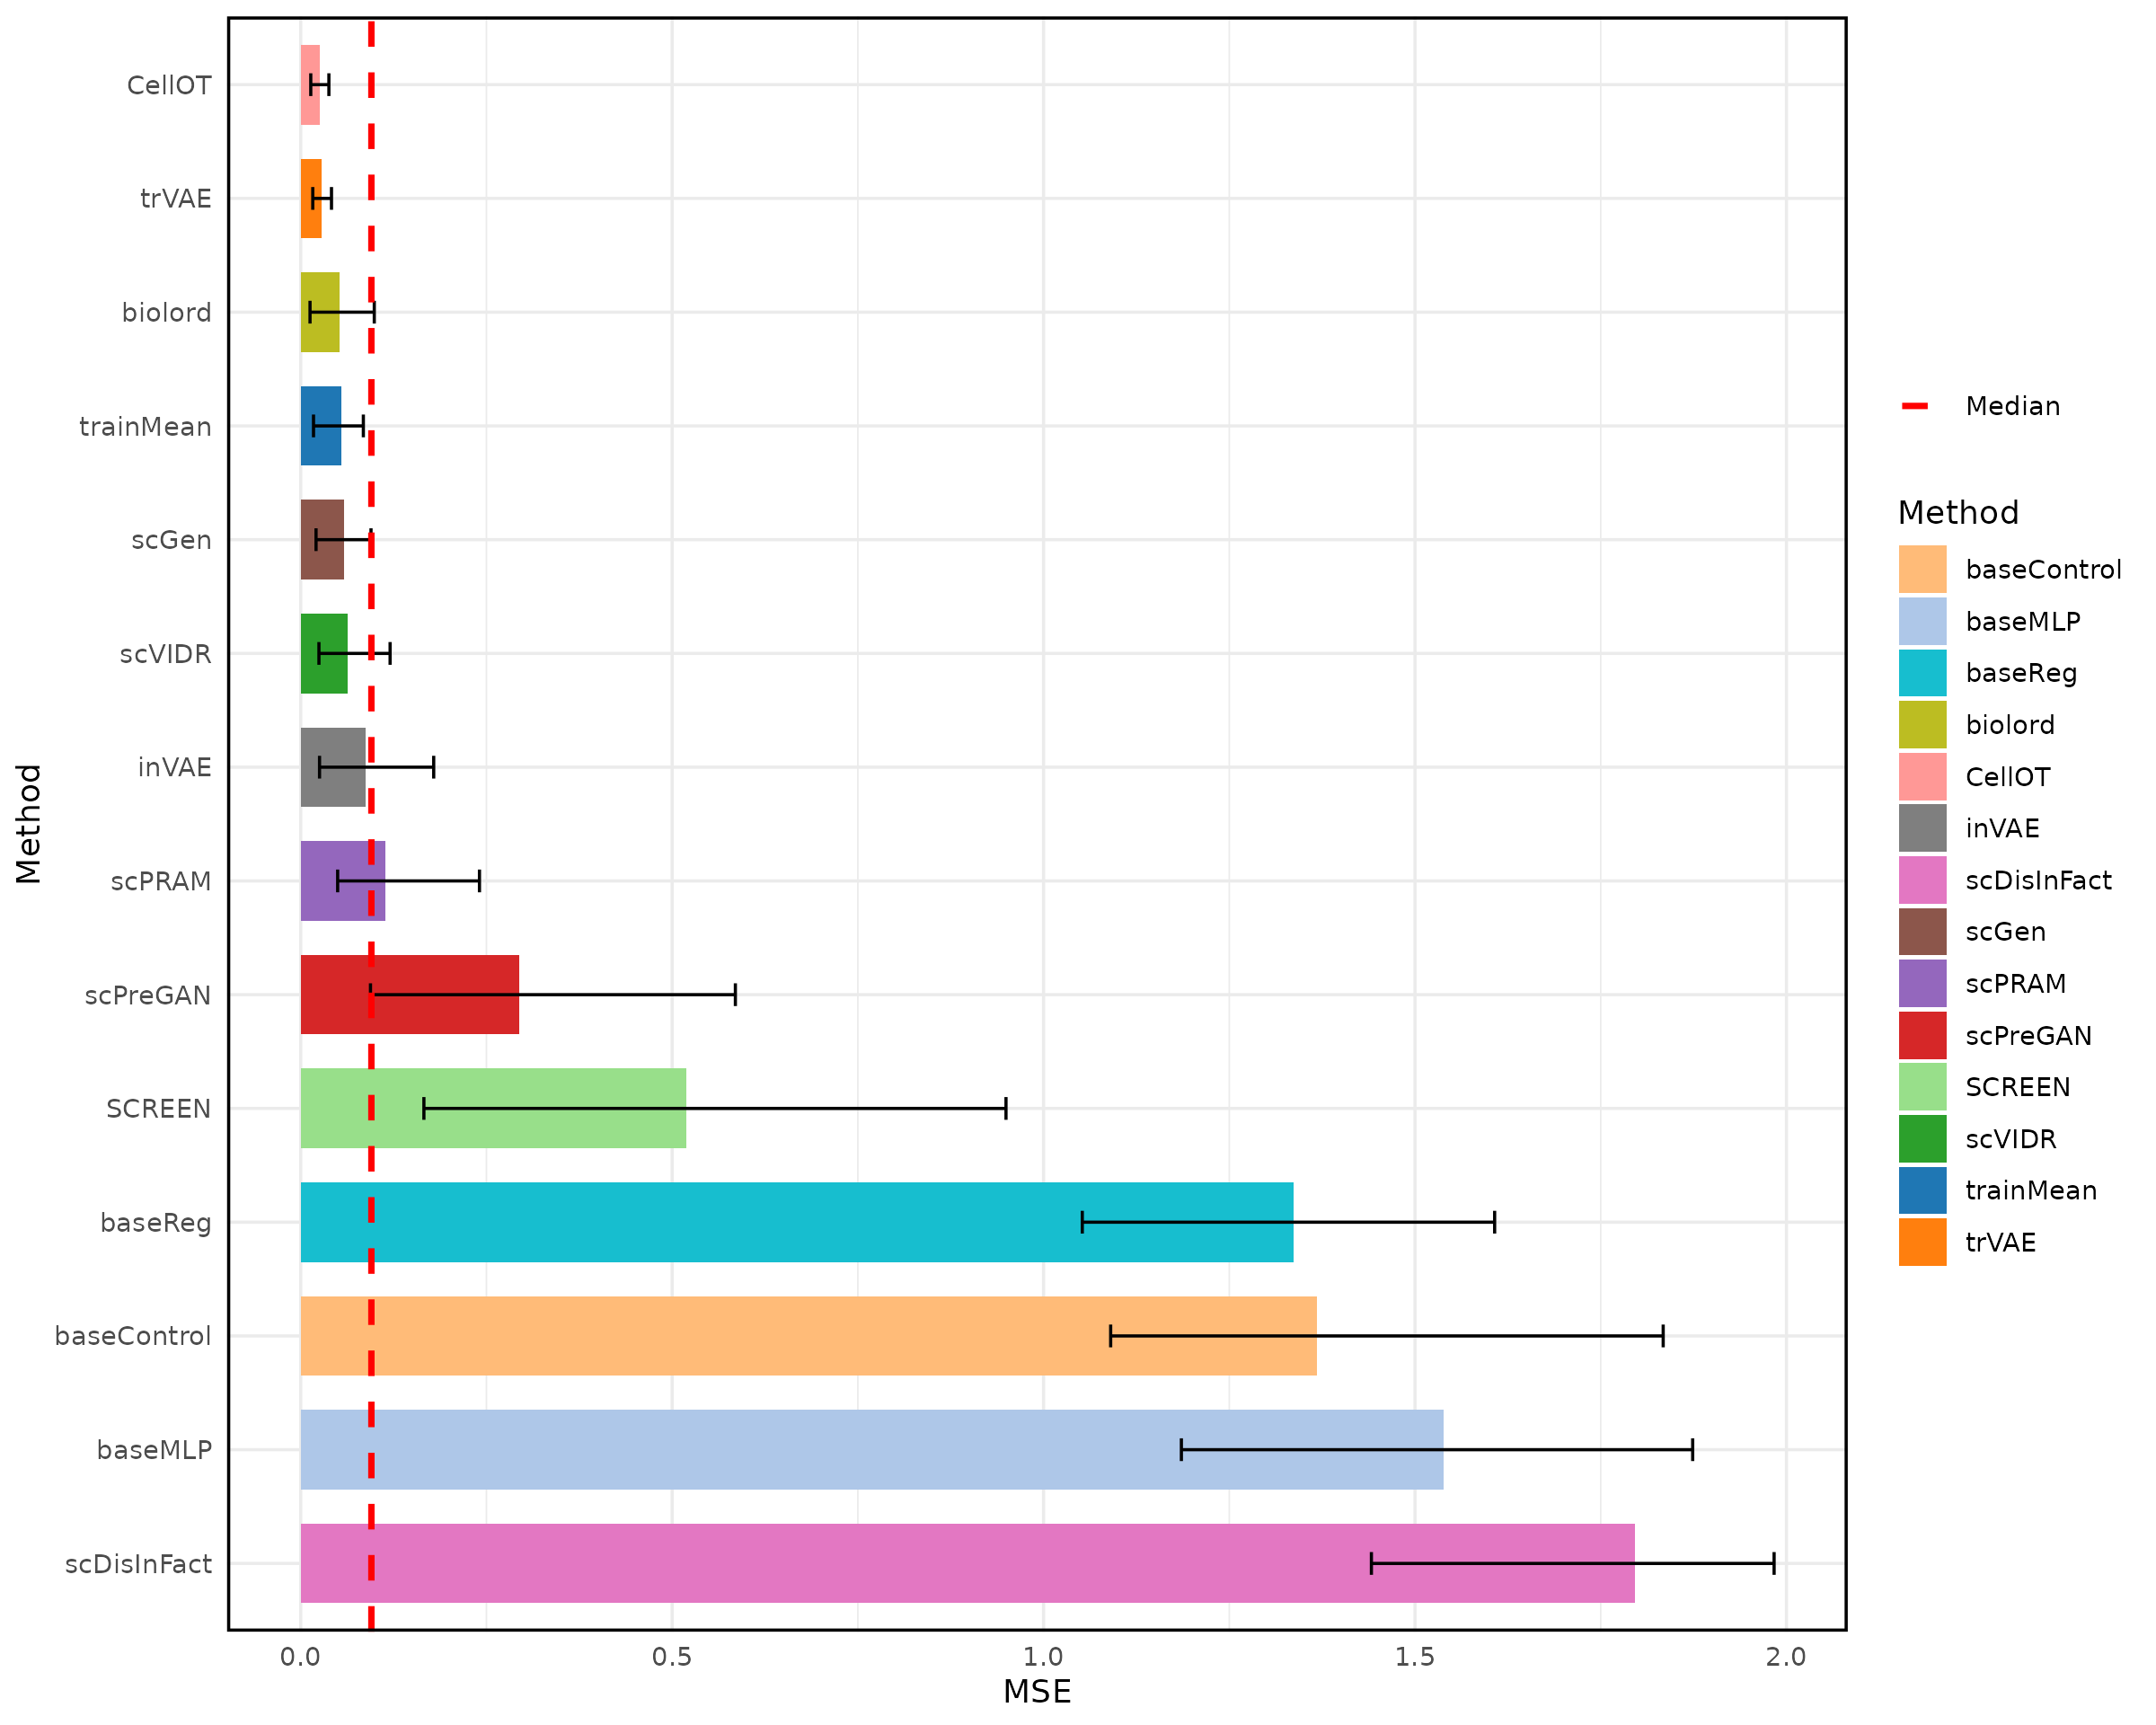 Method
CellOT
trVAE
biolord
trainMean
scGen
scVIDR
inVAE
scPRAM
scPreGAN
SCREEN
baseReg
baseControl
baseMLP
scDisInFact
0.0 0.5 1.0 1.5 2.0
MSE
Median
Method
baseControl
baseMLP
baseReg
biolord
CellOT
inVAE
scDisInFact
scGen
scPRAM
scPreGAN
SCREEN
scVIDR
trainMean
trVAE